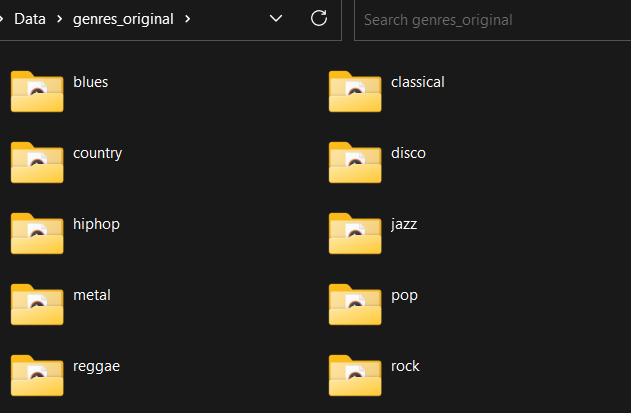 Data > genres_original >
Search genres_original
blues
classical
country
disco
hiphop
jazz
metal
pop
reggae
rock